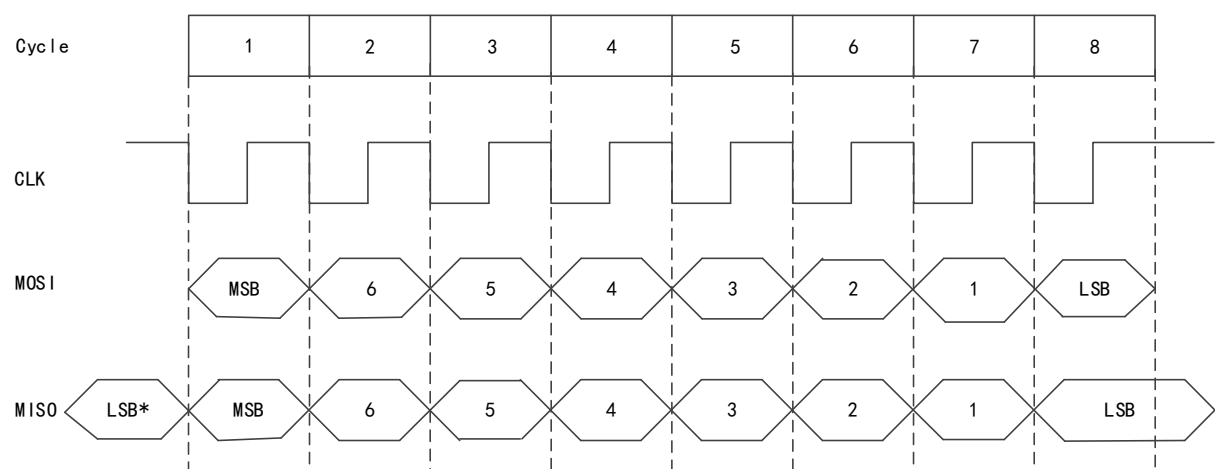 Cycle 1 2 3 4 5 6 7 8
CLK
MOSI MSB 6 5 4 3 2 1 LSB
MISO LSB* MSB 6 5 4 3 2 1 LSB